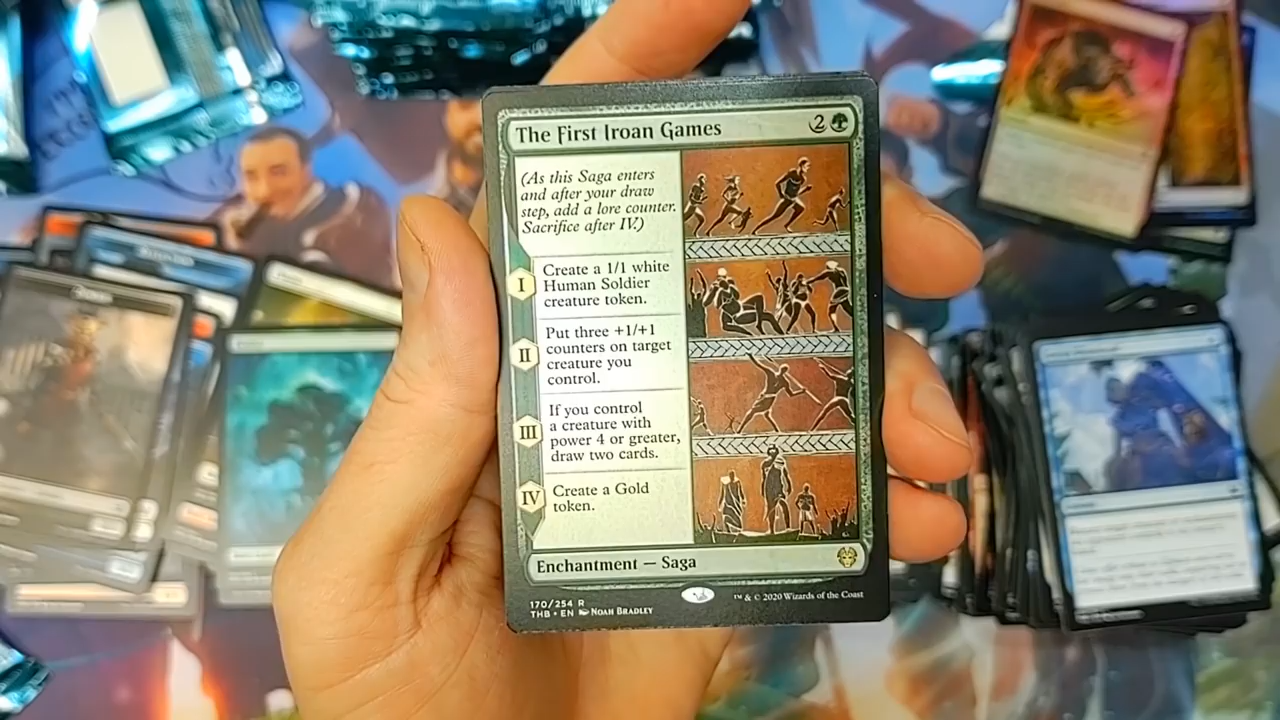 The First Iroan Games 2
(As this Saga enters
and after your draw
step, add a lore counter.
Sacrifice after IV.)
I
Create a 1/1 white
Human Soldier
creature token.
II
Put three +1/+1
counters on target
creature you
control.
III
If you control
a creature with
power 4 or greater,
draw two cards.
IV
Create a Gold
token.
Enchantment — Saga
170/254 R
THB • EN NOAH BRADLEY
™ & © 2020 Wizards of the Coast